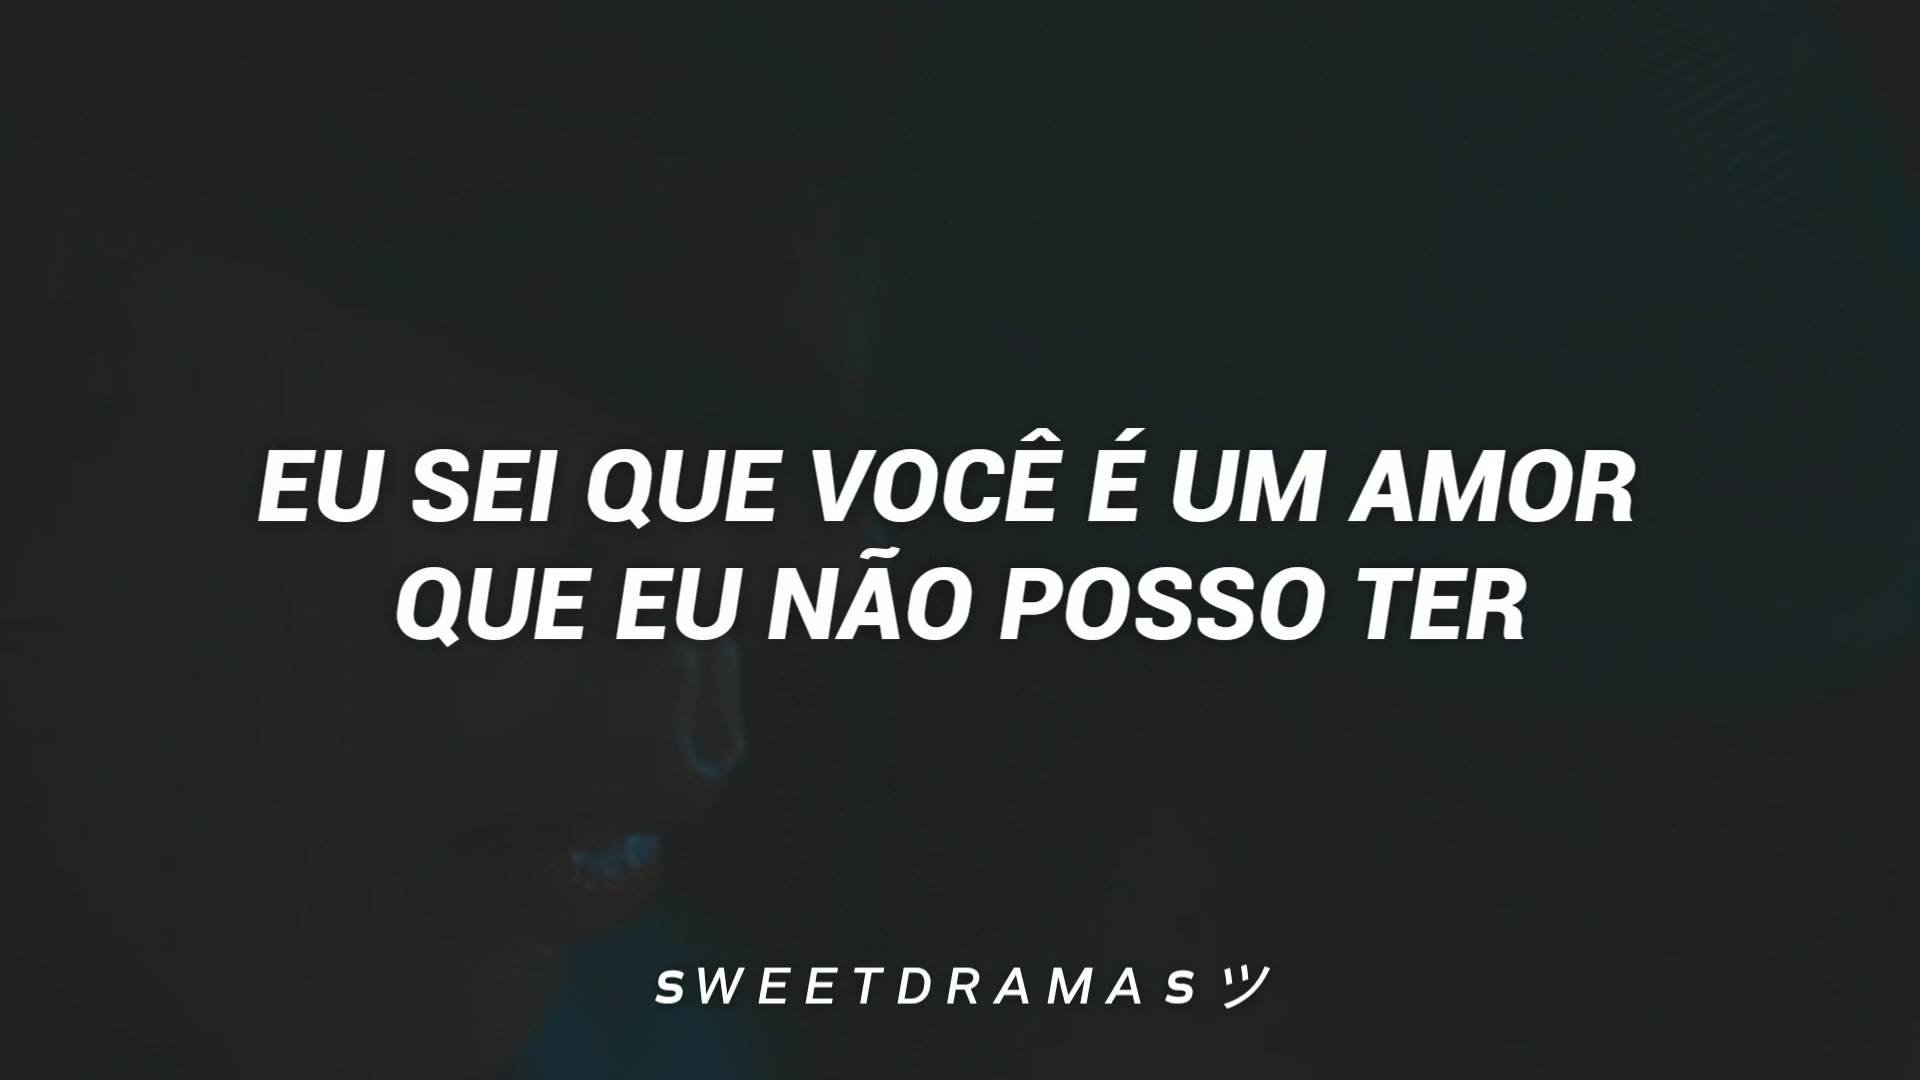 EU SEI QUE VOCÊ É UM AMOR
QUE EU NÃO POSSO TER
SWEETDRAMAS ツ